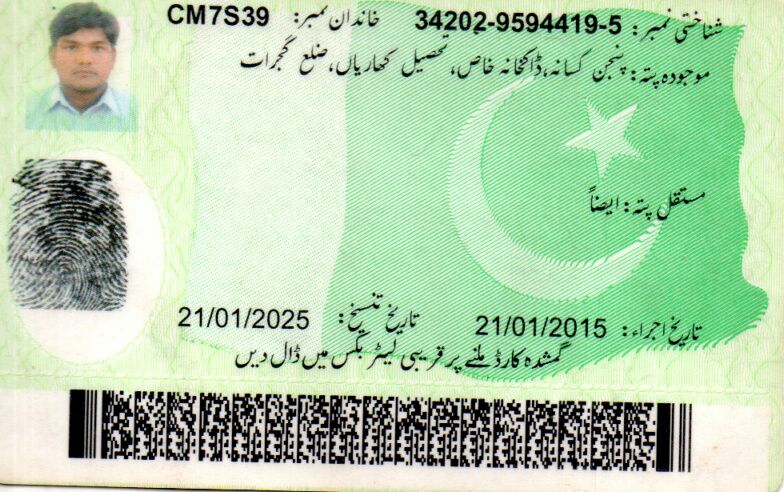 شناختی نمبر: 34202-9594419-5 خاندان نمبر: CM7S39
موجودہ پتہ: پنجن کسانہ، ڈاکخانہ خاص، تحصیل کھاریاں، ضلع گجرات
مستقل پتہ: ایضاً
تاریخ اجراء: 21/01/2015 تاریخ تنسیخ: 21/01/2025
گمشدہ کارڈ ملنے پر قریبی لیٹر بکس میں ڈال دیں